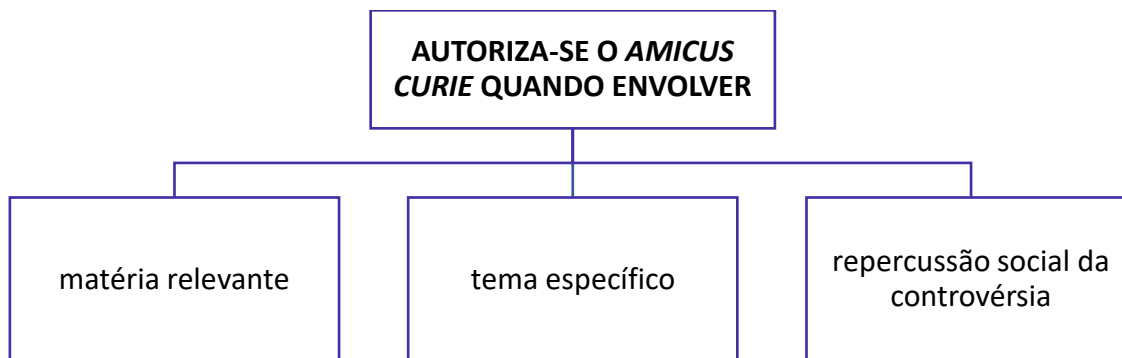 AUTORIZA-SE O AMICUS
CURIE QUANDO ENVOLVER
matéria relevante
tema específico
repercussão social da
controvérsia